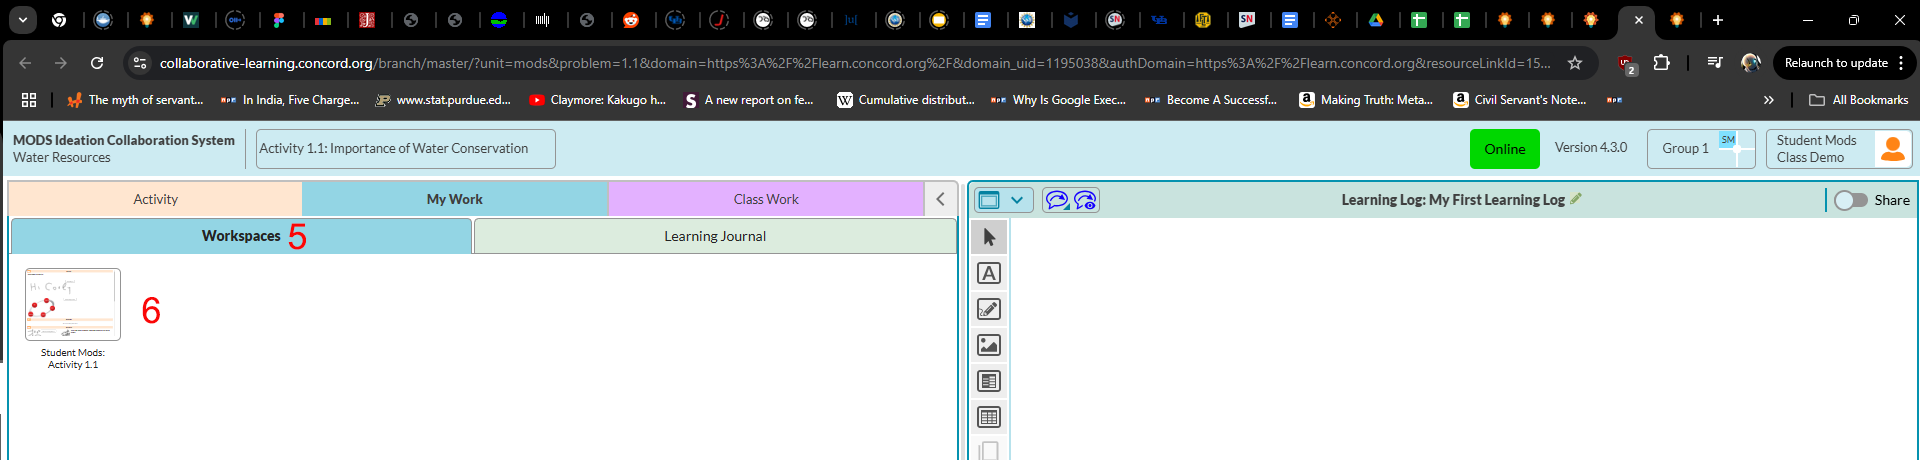 SN
SN
collaborative-learning.concord.org/branch/master/?unit=mods&problem=1.1&domain=https%3A%2F%2Flearn.concord.org%2F&domain_uid=1195038&authDomain=https%3A%2F%2Flearn.concord.org&resourceLinkId=15...
2
Relaunch to update
The myth of servant...
In India, Five Charge...
www.stat.purdue.ed...
Claymore: Kakugo h...
A new report on fe...
Cumulative distribut...
Why Is Google Exec...
Become A Successf...
Making Truth: Meta...
Civil Servant's Note...
All Bookmarks
MODS Ideation Collaboration System
Water Resources
Activity 1.1: Importance of Water Conservation
Online
Version 4.3.0
Group 1
SM
Student Mods
Class Demo
Activity
My Work
Class Work
Learning Log: My First Learning Log
Share
Workspaces 5
Learning Journal
6
Student Mods:
Activity 1.1